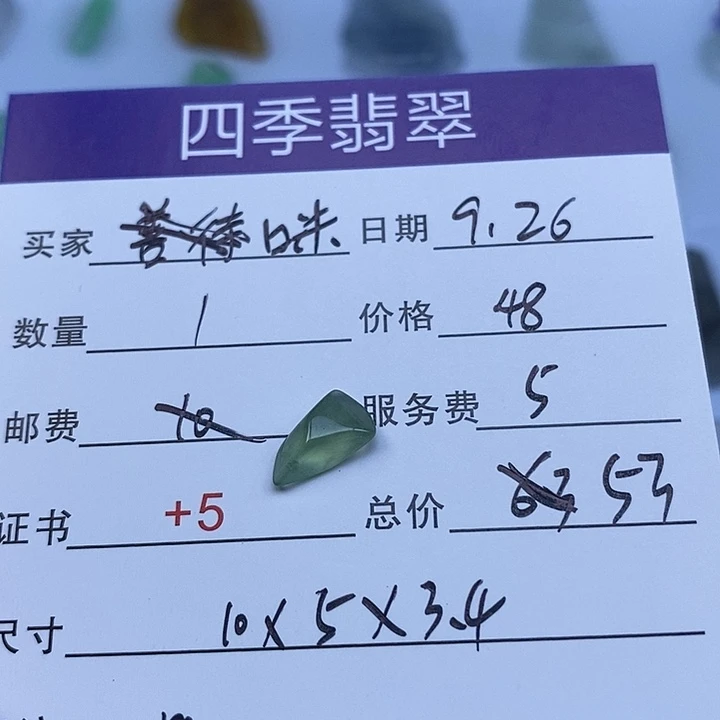 四季翡翠
买家 咪 日期 9.26
数量 1 价格 48
邮费 10 服务费 5
证书 +5 总价 63 53
尺寸 10×5×3.4